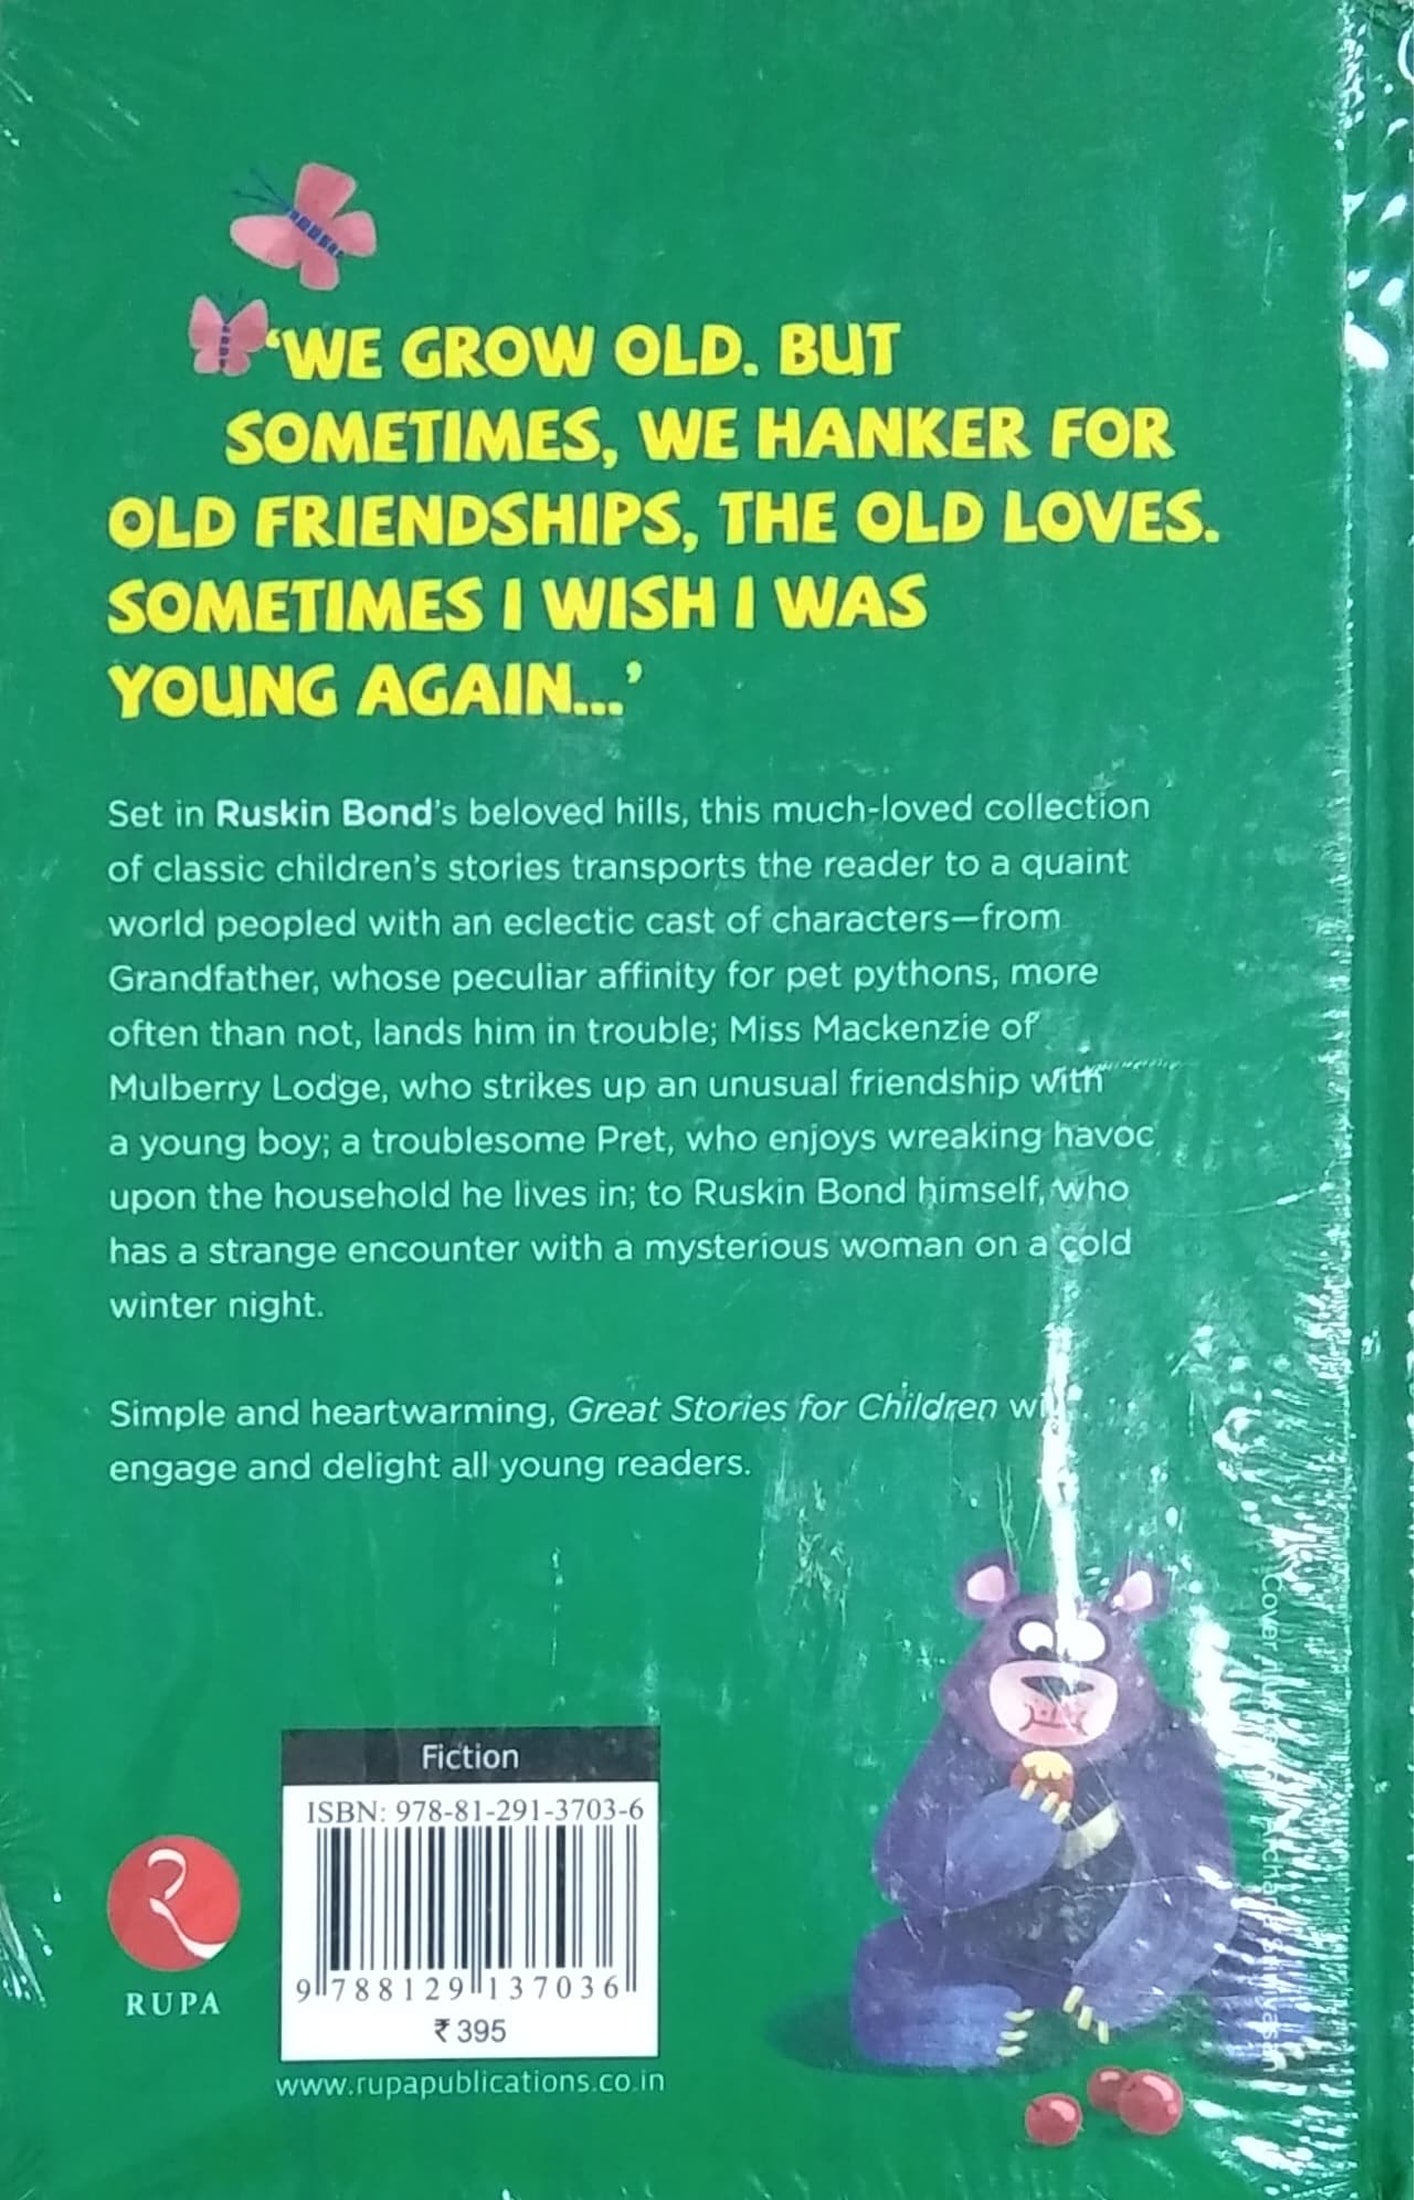 ‘WE GROW OLD. BUT
SOMETIMES, WE HANKER FOR
OLD FRIENDSHIPS, THE OLD LOVES.
SOMETIMES I WISH I WAS
YOUNG AGAIN...’
Set in Ruskin Bond’s beloved hills, this much-loved collection
of classic children’s stories transports the reader to a quaint
world peopled with an eclectic cast of characters—from
Grandfather, whose peculiar affinity for pet pythons, more
often than not, lands him in trouble; Miss Mackenzie of
Mulberry Lodge, who strikes up an unusual friendship with
a young boy; a troublesome Pret, who enjoys wreaking havoc
upon the household he lives in; to Ruskin Bond himself, who
has a strange encounter with a mysterious woman on a cold
winter night.
Simple and heartwarming, Great Stories for Children
engage and delight all young readers.
Cover
Fiction
ISBN: 978-81-291-3703-6
9 788129 137036
₹ 395
RUPA
www.rupapublications.co.in